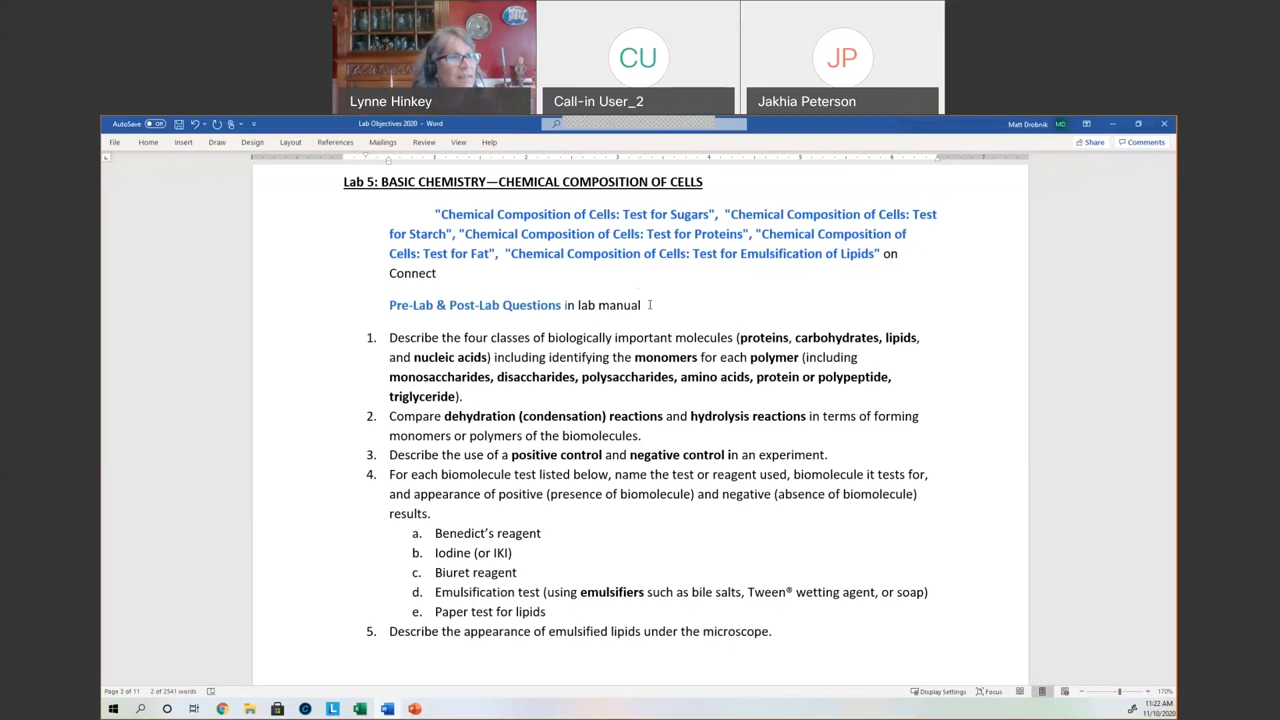 CU
JP
Lynne Hinkey
Call-in User_2
Jakhia Peterson
AutoSave Off
Lab Objectives 2020 - Word
Matt Drobnik
MD
File Home Insert Draw Design Layout References Mailings Review View Help
Share
Comments
Lab 5: BASIC CHEMISTRY—CHEMICAL COMPOSITION OF CELLS
"Chemical Composition of Cells: Test for Sugars", "Chemical Composition of Cells: Test
for Starch", "Chemical Composition of Cells: Test for Proteins", "Chemical Composition of
Cells: Test for Fat", "Chemical Composition of Cells: Test for Emulsification of Lipids" on
Connect
Pre-Lab & Post-Lab Questions in lab manual
1. Describe the four classes of biologically important molecules (proteins, carbohydrates, lipids,
and nucleic acids) including identifying the monomers for each polymer (including
monosaccharides, disaccharides, polysaccharides, amino acids, protein or polypeptide,
triglyceride).
2. Compare dehydration (condensation) reactions and hydrolysis reactions in terms of forming
monomers or polymers of the biomolecules.
3. Describe the use of a positive control and negative control in an experiment.
4. For each biomolecule test listed below, name the test or reagent used, biomolecule it tests for,
and appearance of positive (presence of biomolecule) and negative (absence of biomolecule)
results.
a. Benedict's reagent
b. Iodine (or IKI)
c. Biuret reagent
d. Emulsification test (using emulsifiers such as bile salts, Tween® wetting agent, or soap)
e. Paper test for lipids
5. Describe the appearance of emulsified lipids under the microscope.
Page 3 of 11 2 of 2541 words
Display Settings
Focus
170%
11:22 AM
11/10/2020